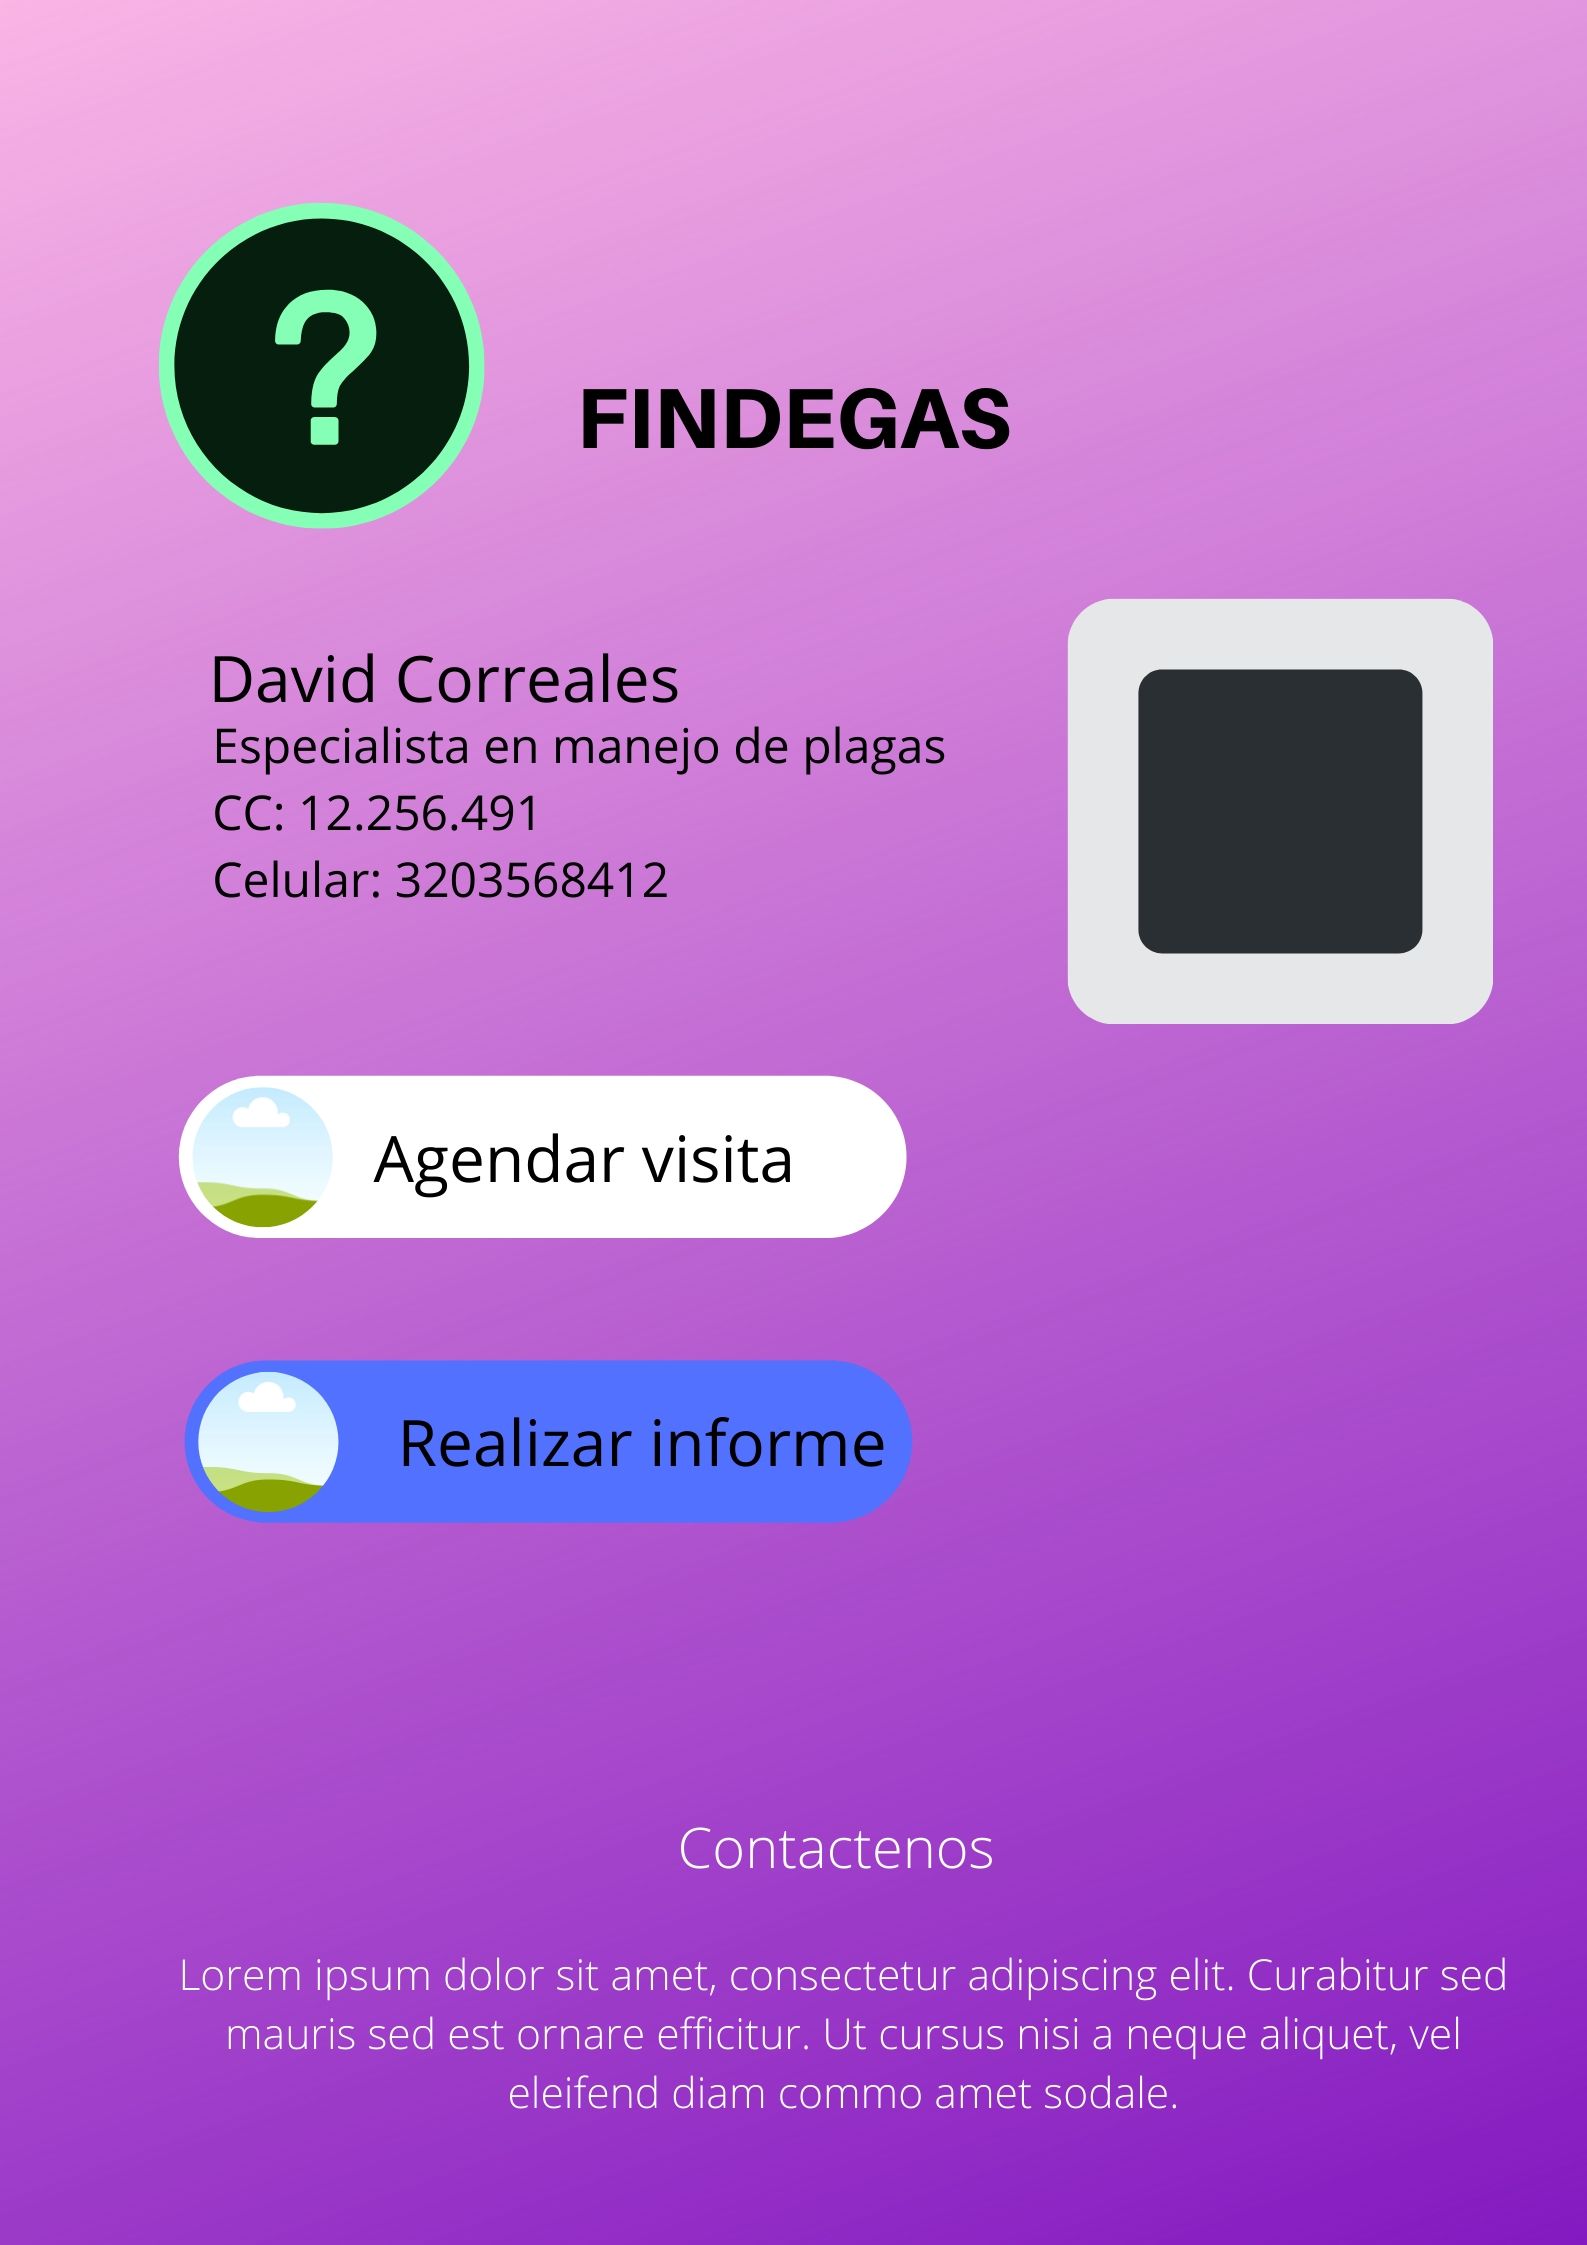 ?
FINDEGAS
David Correales
Especialista en manejo de plagas
CC: 12.256.491
Celular: 3203568412
Agendar visita
Realizar informe
Contactenos
Lorem ipsum dolor sit amet, consectetur adipiscing elit. Curabitur sed
mauris sed est ornare efficitur. Ut cursus nisi a neque aliquet, vel
eleifend diam commo amet sodale.